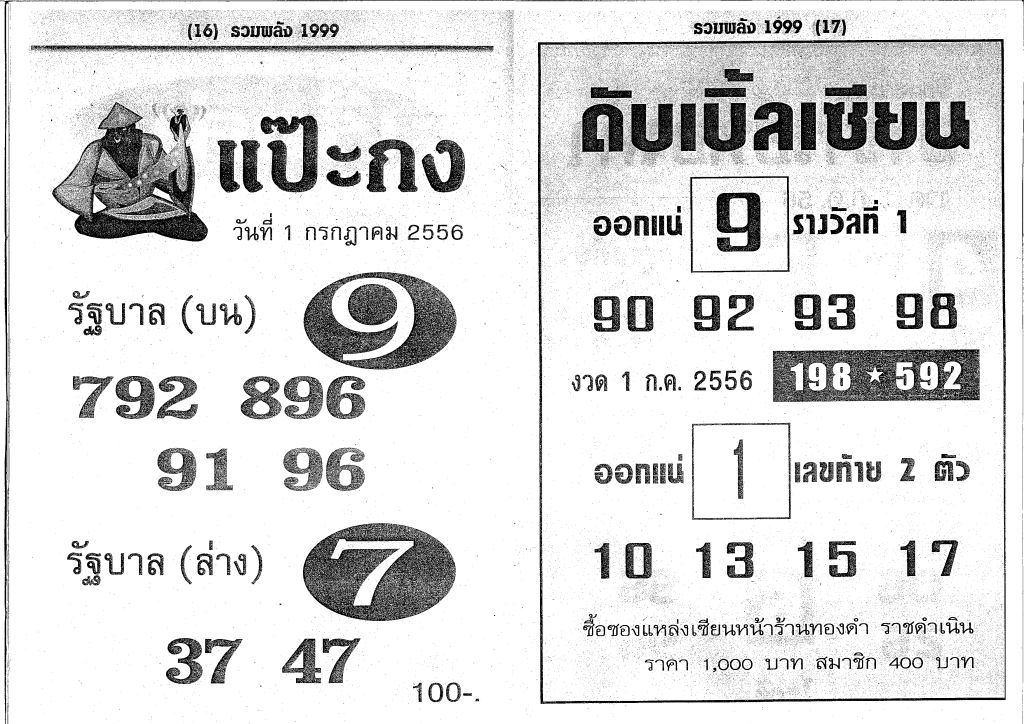 (16) รวมพลัง 1999
แป๊ะกง
วันที่ 1 กรกฎาคม 2556
รัฐบาล (บน) 9
792 896
91 96
รัฐบาล (ล่าง) 7
37 47
100-.
รวมพลัง 1999 (17)
ดับเบิ้ลเซียน
ออกแน่ 9 รางวัลที่ 1
90 92 93 98
งวด 1 ก.ค. 2556 198 ★ 592
ออกแน่ 1 เลขท้าย 2 ตัว
10 13 15 17
ซื้อซองแหล่งเซียนหน้าร้านทองดำ ราชดำเนิน
ราคา 1,000 บาท สมาชิก 400 บาท